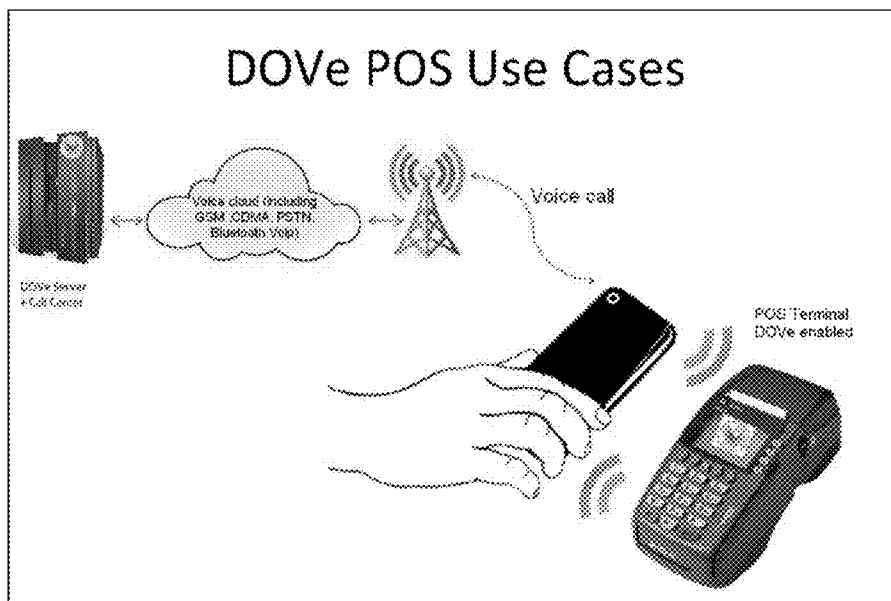 DOVe POS Use Cases
Voice cloud (including
GSM, CDMA, PSTN,
Bluetooth Voip)
Voice call
DOVe Server
+ Call Center
POS Terminal
DOVe enabled